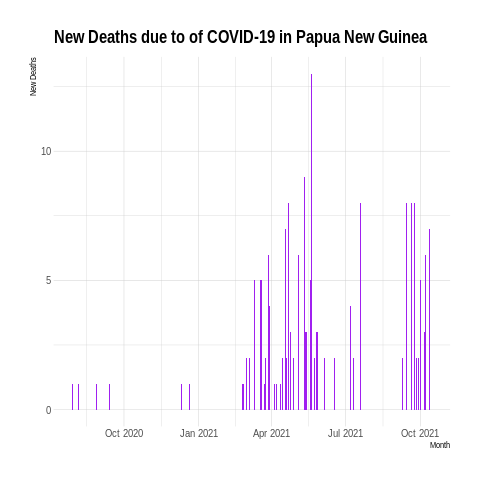 New Deaths due to of COVID-19 in Papua New Guinea
New Deaths
10
5
0
Oct 2020
Jan 2021
Apr 2021
Jul 2021
Oct 2021
Month